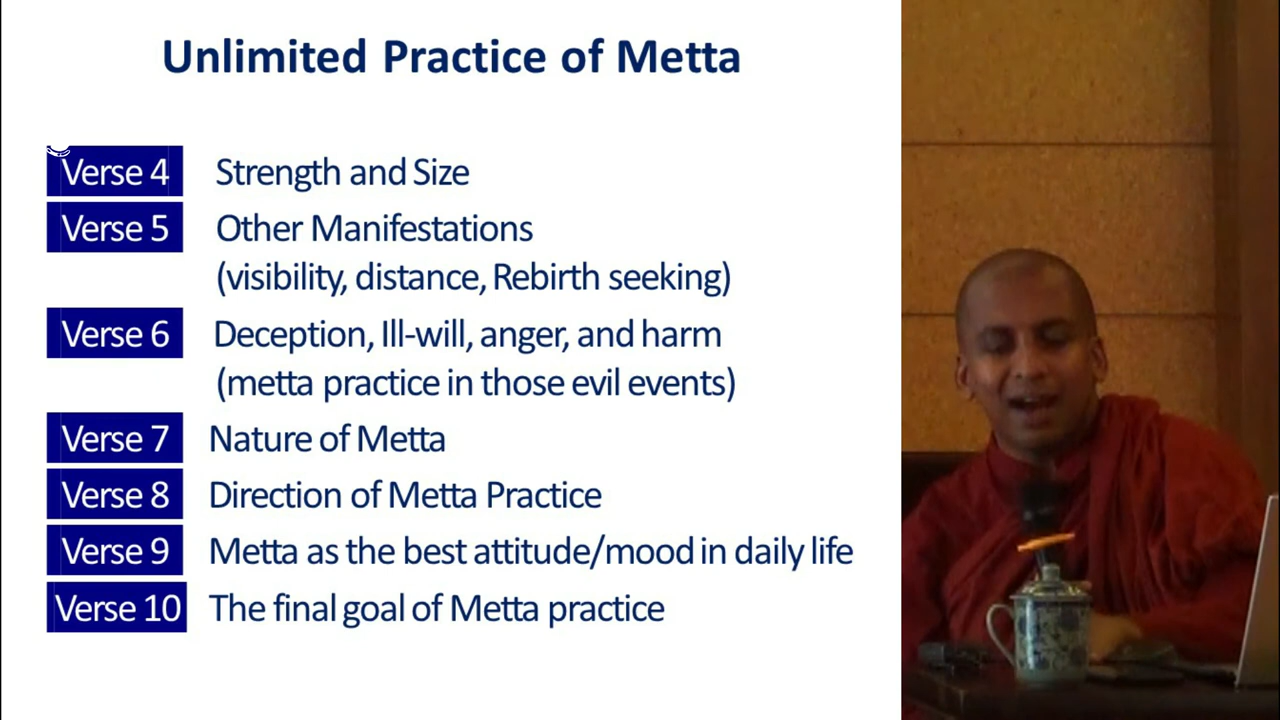 Unlimited Practice of Metta
Verse 4 Strength and Size
Verse 5 Other Manifestations
(visibility, distance, Rebirth seeking)
Verse 6 Deception, Ill-will, anger, and harm
(metta practice in those evil events)
Verse 7 Nature of Metta
Verse 8 Direction of Metta Practice
Verse 9 Metta as the best attitude/mood in daily life
Verse 10 The final goal of Metta practice